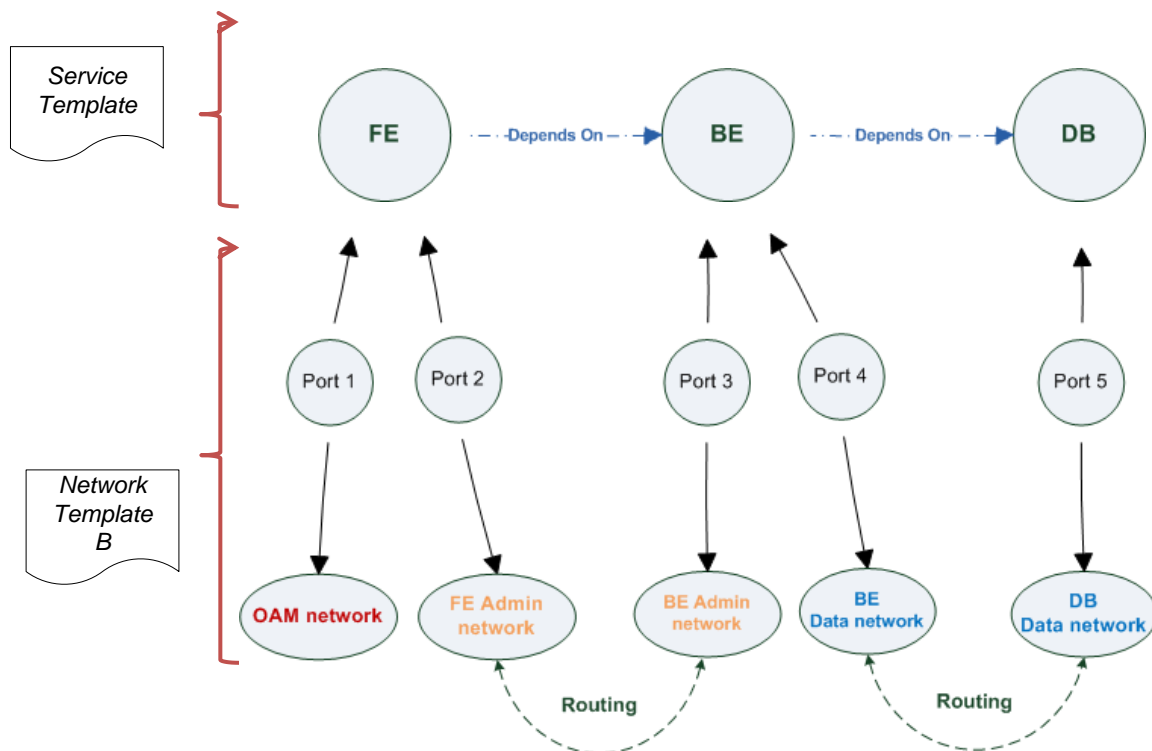 Service
Template
FE
Depends On
BE
Depends On
DB
Port 1
Port 2
Port 3
Port 4
Port 5
Network
Template
B
OAM network
FE Admin
network
BE Admin
network
BE
Data network
DB
Data network
Routing
Routing